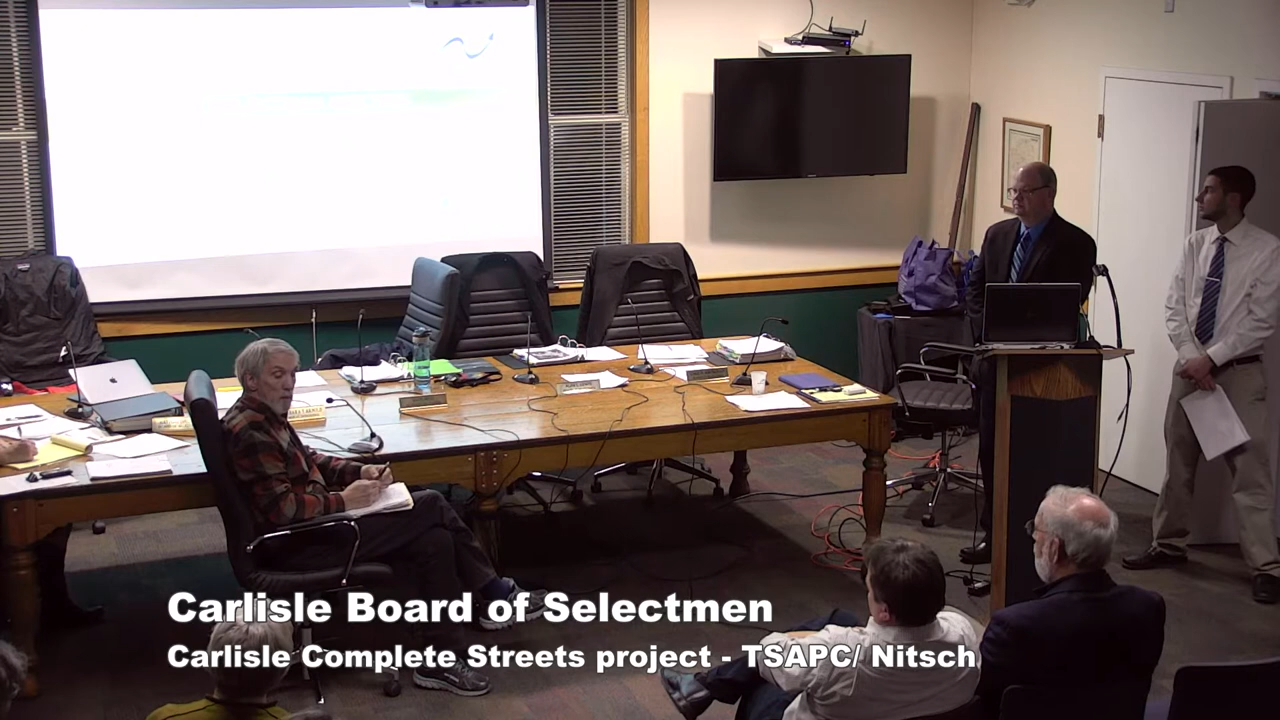 Carlisle Board of Selectmen
Carlisle Complete Streets project - TSAPC/ Nitsch